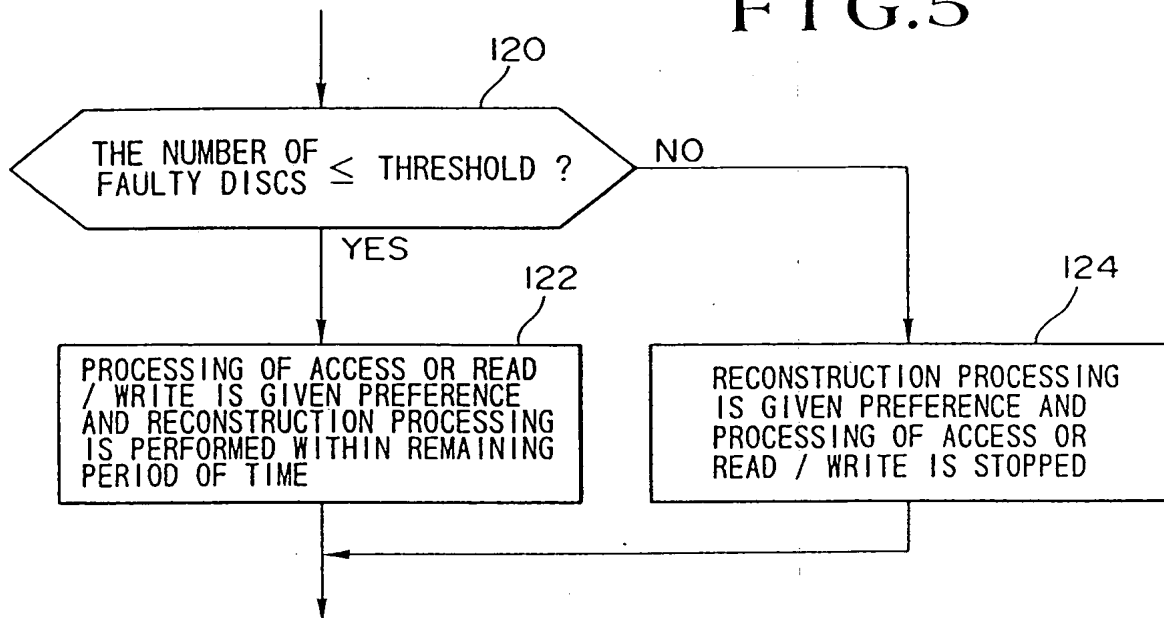 FIG.5
120
THE NUMBER OF
FAULTY DISCS ≤ THRESHOLD ?
NO
YES
122
124
PROCESSING OF ACCESS OR READ
/ WRITE IS GIVEN PREFERENCE
AND RECONSTRUCTION PROCESSING
IS PERFORMED WITHIN REMAINING
PERIOD OF TIME
RECONSTRUCTION PROCESSING
IS GIVEN PREFERENCE AND
PROCESSING OF ACCESS OR
READ / WRITE IS STOPPED